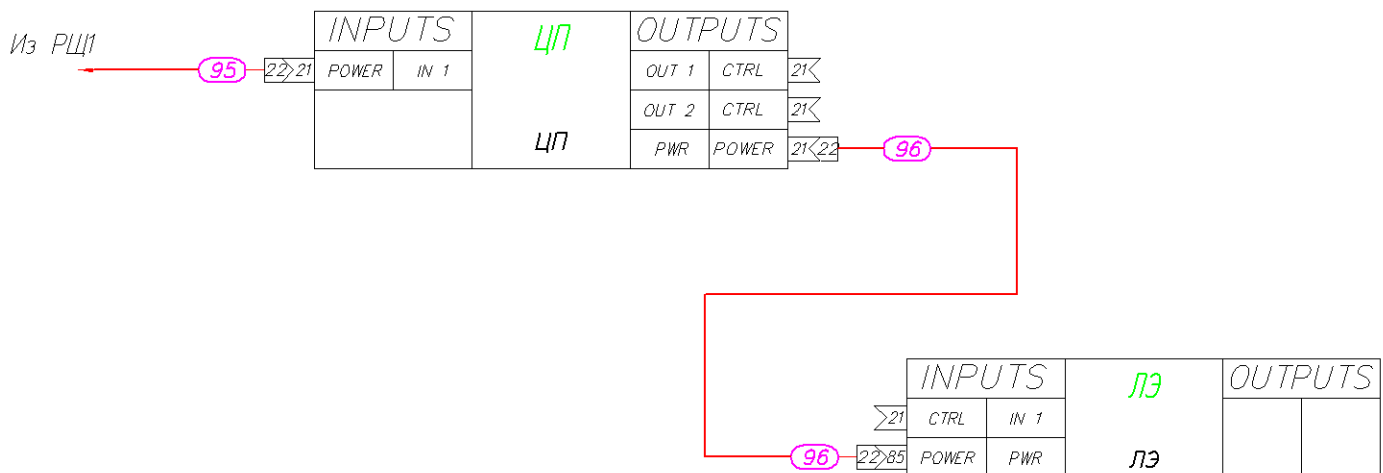 Из РЩ1
INPUTS ЦП OUTPUTS
95 22 21 POWER IN 1 OUT 1 CTRL 21
OUT 2 CTRL 21
ЦП PWR POWER 21 22 96
INPUTS ЛЭ OUTPUTS
21 CTRL IN 1
96 22 85 POWER PWR ЛЭ